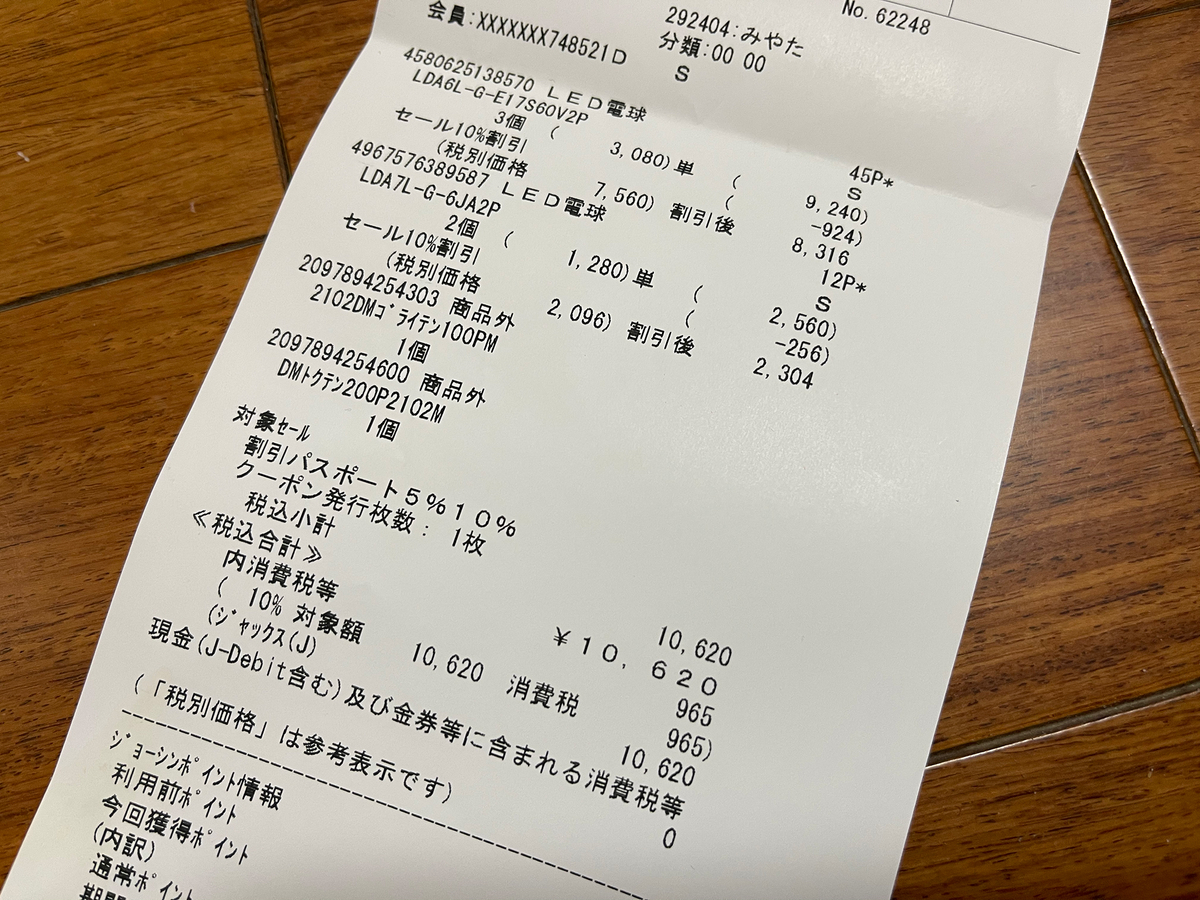 No. 62248
292404:みやた
会員:XXXXXXX748521D 分類:00 00
S
4580625138570 LED電球
LDA6L-G-E17S60V2P 45P*
3個 ( 3,080)単 ( S 9,240)
セール10%割引 ( -924)
(税別価格 7,560) 割引後 8,316
4967576389587 LED電球
LDA7L-G-6JA2P 12P*
2個 ( 1,280)単 ( S 2,560)
セール10%割引 ( -256)
(税別価格 2,096) 割引後 2,304
2097894254303 商品外
2102DMゴライテン100PM
1個
2097894254600 商品外
DMトクテン200P2102M
1個
対象セール
割引パスポート5%10%
クーポン発行枚数: 1枚
税込小計 10,620
≪税込合計≫ ¥10,620
内消費税等 965
( 10% 対象額 10,620 消費税 965)
(ジャックス(J) 10,620
現金(J-Debit含む)及び金券等に含まれる消費税等
0
(「税別価格」は参考表示です)
ジョーシンポイント情報
利用前ポイント
今回獲得ポイント
(内訳)
通常ポイント
期間